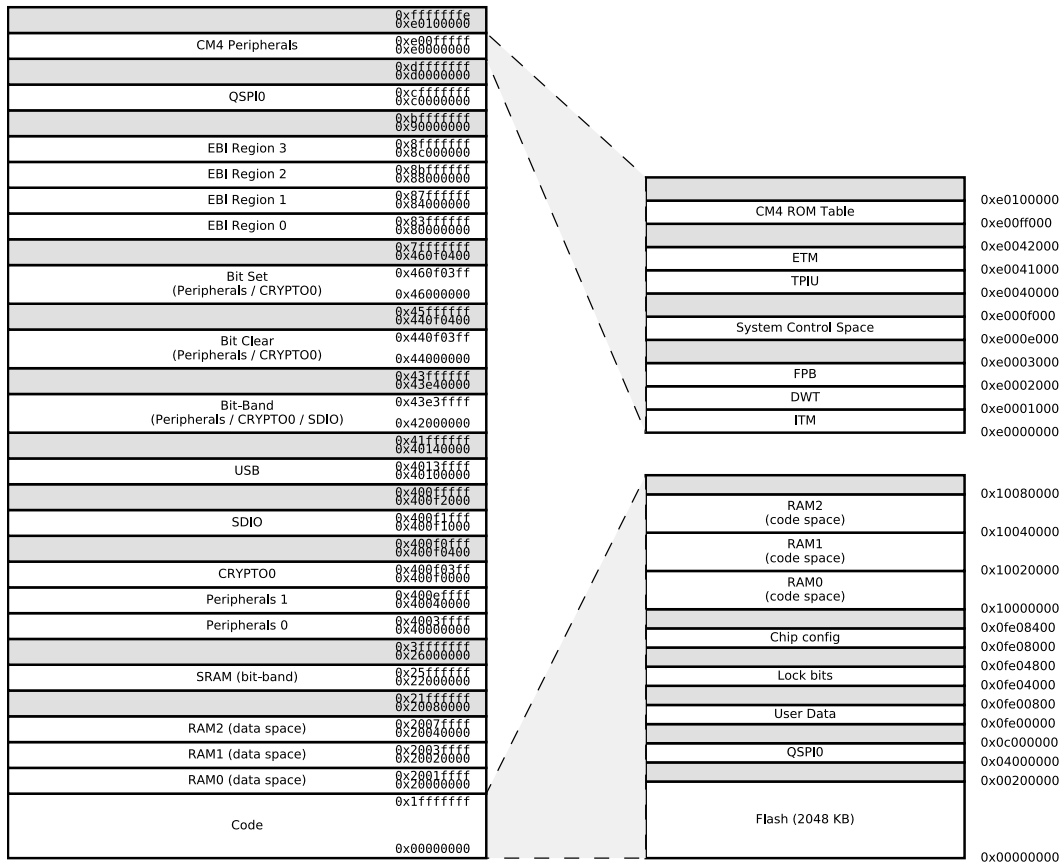 0xfffffffe
0xe0100000
CM4 Peripherals
0xe00fffff
0xe0000000
0xdfffffff
0xd0000000
QSPI0
0xcfffffff
0xc0000000
0xbfffffff
0x90000000
EBI Region 3
0x8fffffff
0x8c000000
EBI Region 2
0x8bffffff
0x88000000
EBI Region 1
0x87ffffff
0x84000000
EBI Region 0
0x83ffffff
0x80000000
0x7fffffff
0x460f0400
Bit Set
(Peripherals / CRYPTO0)
0x460f03ff
0x46000000
0x45ffffff
0x440f0400
Bit Clear
(Peripherals / CRYPTO0)
0x440f03ff
0x44000000
0x43ffffff
0x43e40000
Bit-Band
(Peripherals / CRYPTO0 / SDIO)
0x43e3ffff
0x42000000
0x41ffffff
0x40140000
USB
0x4013ffff
0x40100000
0x400fffff
0x400f2000
SDIO
0x400f1fff
0x400f1000
0x400f0fff
0x400f0400
CRYPTO0
0x400f03ff
0x400f0000
Peripherals 1
0x400effff
0x40040000
Peripherals 0
0x4003ffff
0x40000000
0x3fffffff
0x26000000
SRAM (bit-band)
0x25ffffff
0x22000000
0x21ffffff
0x20080000
RAM2 (data space)
0x2007ffff
0x20040000
RAM1 (data space)
0x2003ffff
0x20020000
RAM0 (data space)
0x2001ffff
0x20000000
Code
0x1fffffff
0x00000000
0xe0100000
CM4 ROM Table
0xe00ff000
0xe0042000
ETM
0xe0041000
TPIU
0xe0040000
0xe000f000
System Control Space
0xe000e000
0xe0003000
FPB
0xe0002000
DWT
0xe0001000
ITM
0xe0000000
0x10080000
RAM2
(code space)
0x10040000
RAM1
(code space)
0x10020000
RAM0
(code space)
0x10000000
0x0fe08400
Chip config
0x0fe08000
0x0fe04800
Lock bits
0x0fe04000
0x0fe00800
User Data
0x0fe00000
0x0c000000
QSPI0
0x04000000
0x00200000
Flash (2048 KB)
0x00000000